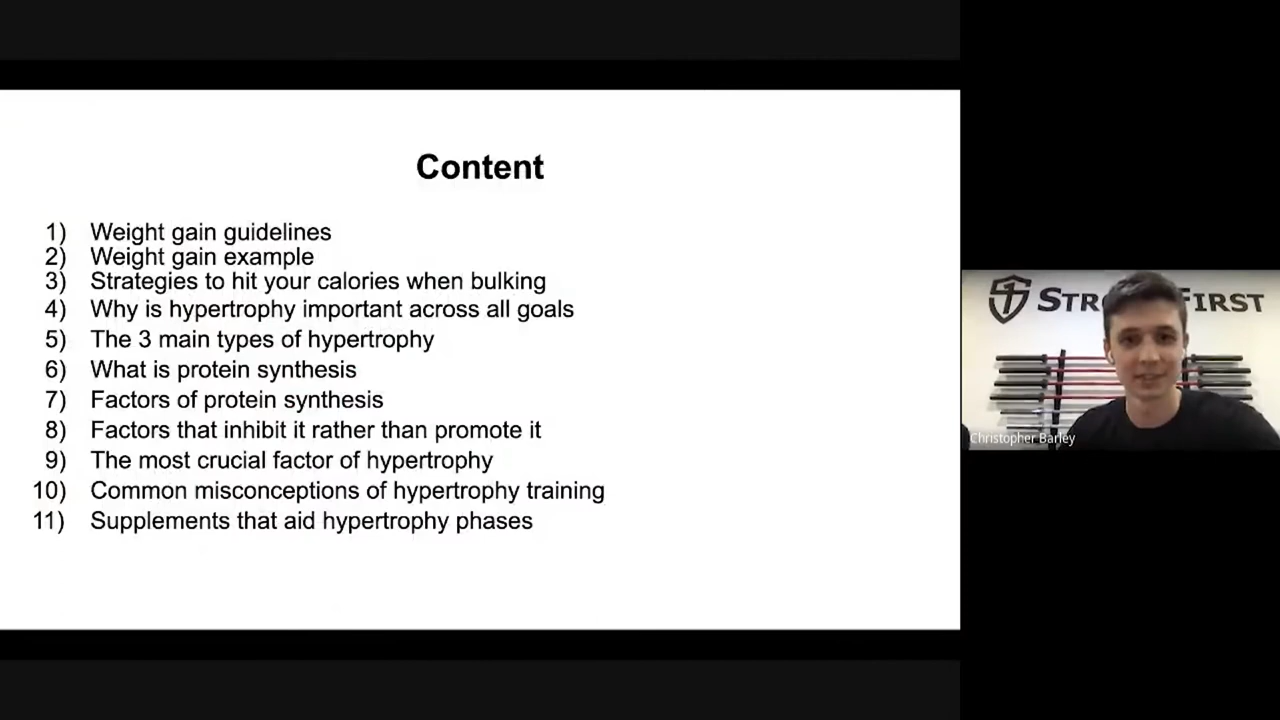 Content
1) Weight gain guidelines
2) Weight gain example
3) Strategies to hit your calories when bulking
4) Why is hypertrophy important across all goals
5) The 3 main types of hypertrophy
6) What is protein synthesis
7) Factors of protein synthesis
8) Factors that inhibit it rather than promote it
9) The most crucial factor of hypertrophy
10) Common misconceptions of hypertrophy training
11) Supplements that aid hypertrophy phases
STR FIRST
Christopher Barley